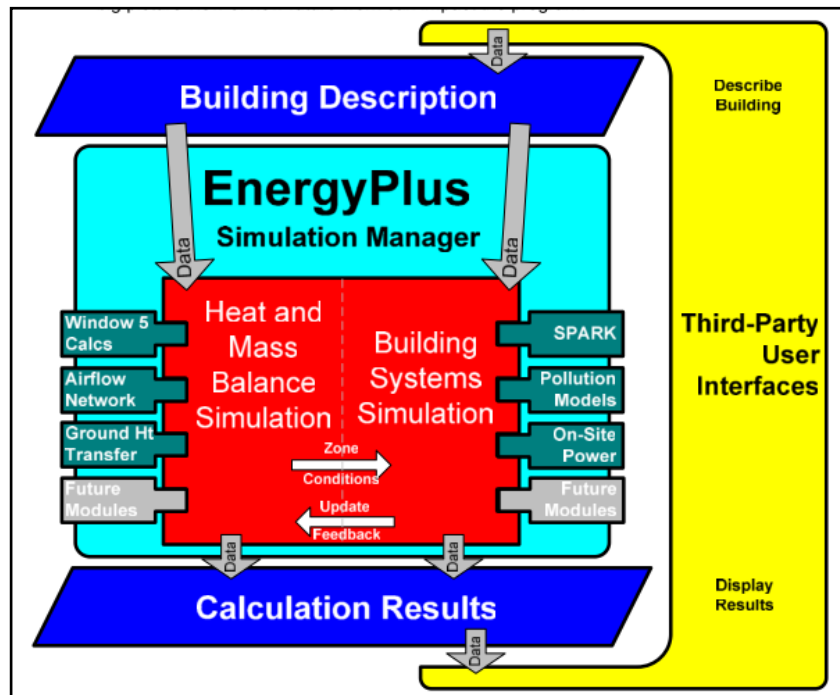 Data
Building Description
Describe
Building
EnergyPlus
Simulation Manager
Data
Data
Window 5
Calcs
Airflow
Network
Ground Ht
Transfer
Future
Modules
Heat and
Mass
Balance
Simulation
Building
Systems
Simulation
Zone
Conditions
Update
Feedback
SPARK
Pollution
Models
On-Site
Power
Future
Modules
Third-Party
User
Interfaces
Data
Data
Calculation Results
Display
Results
Data